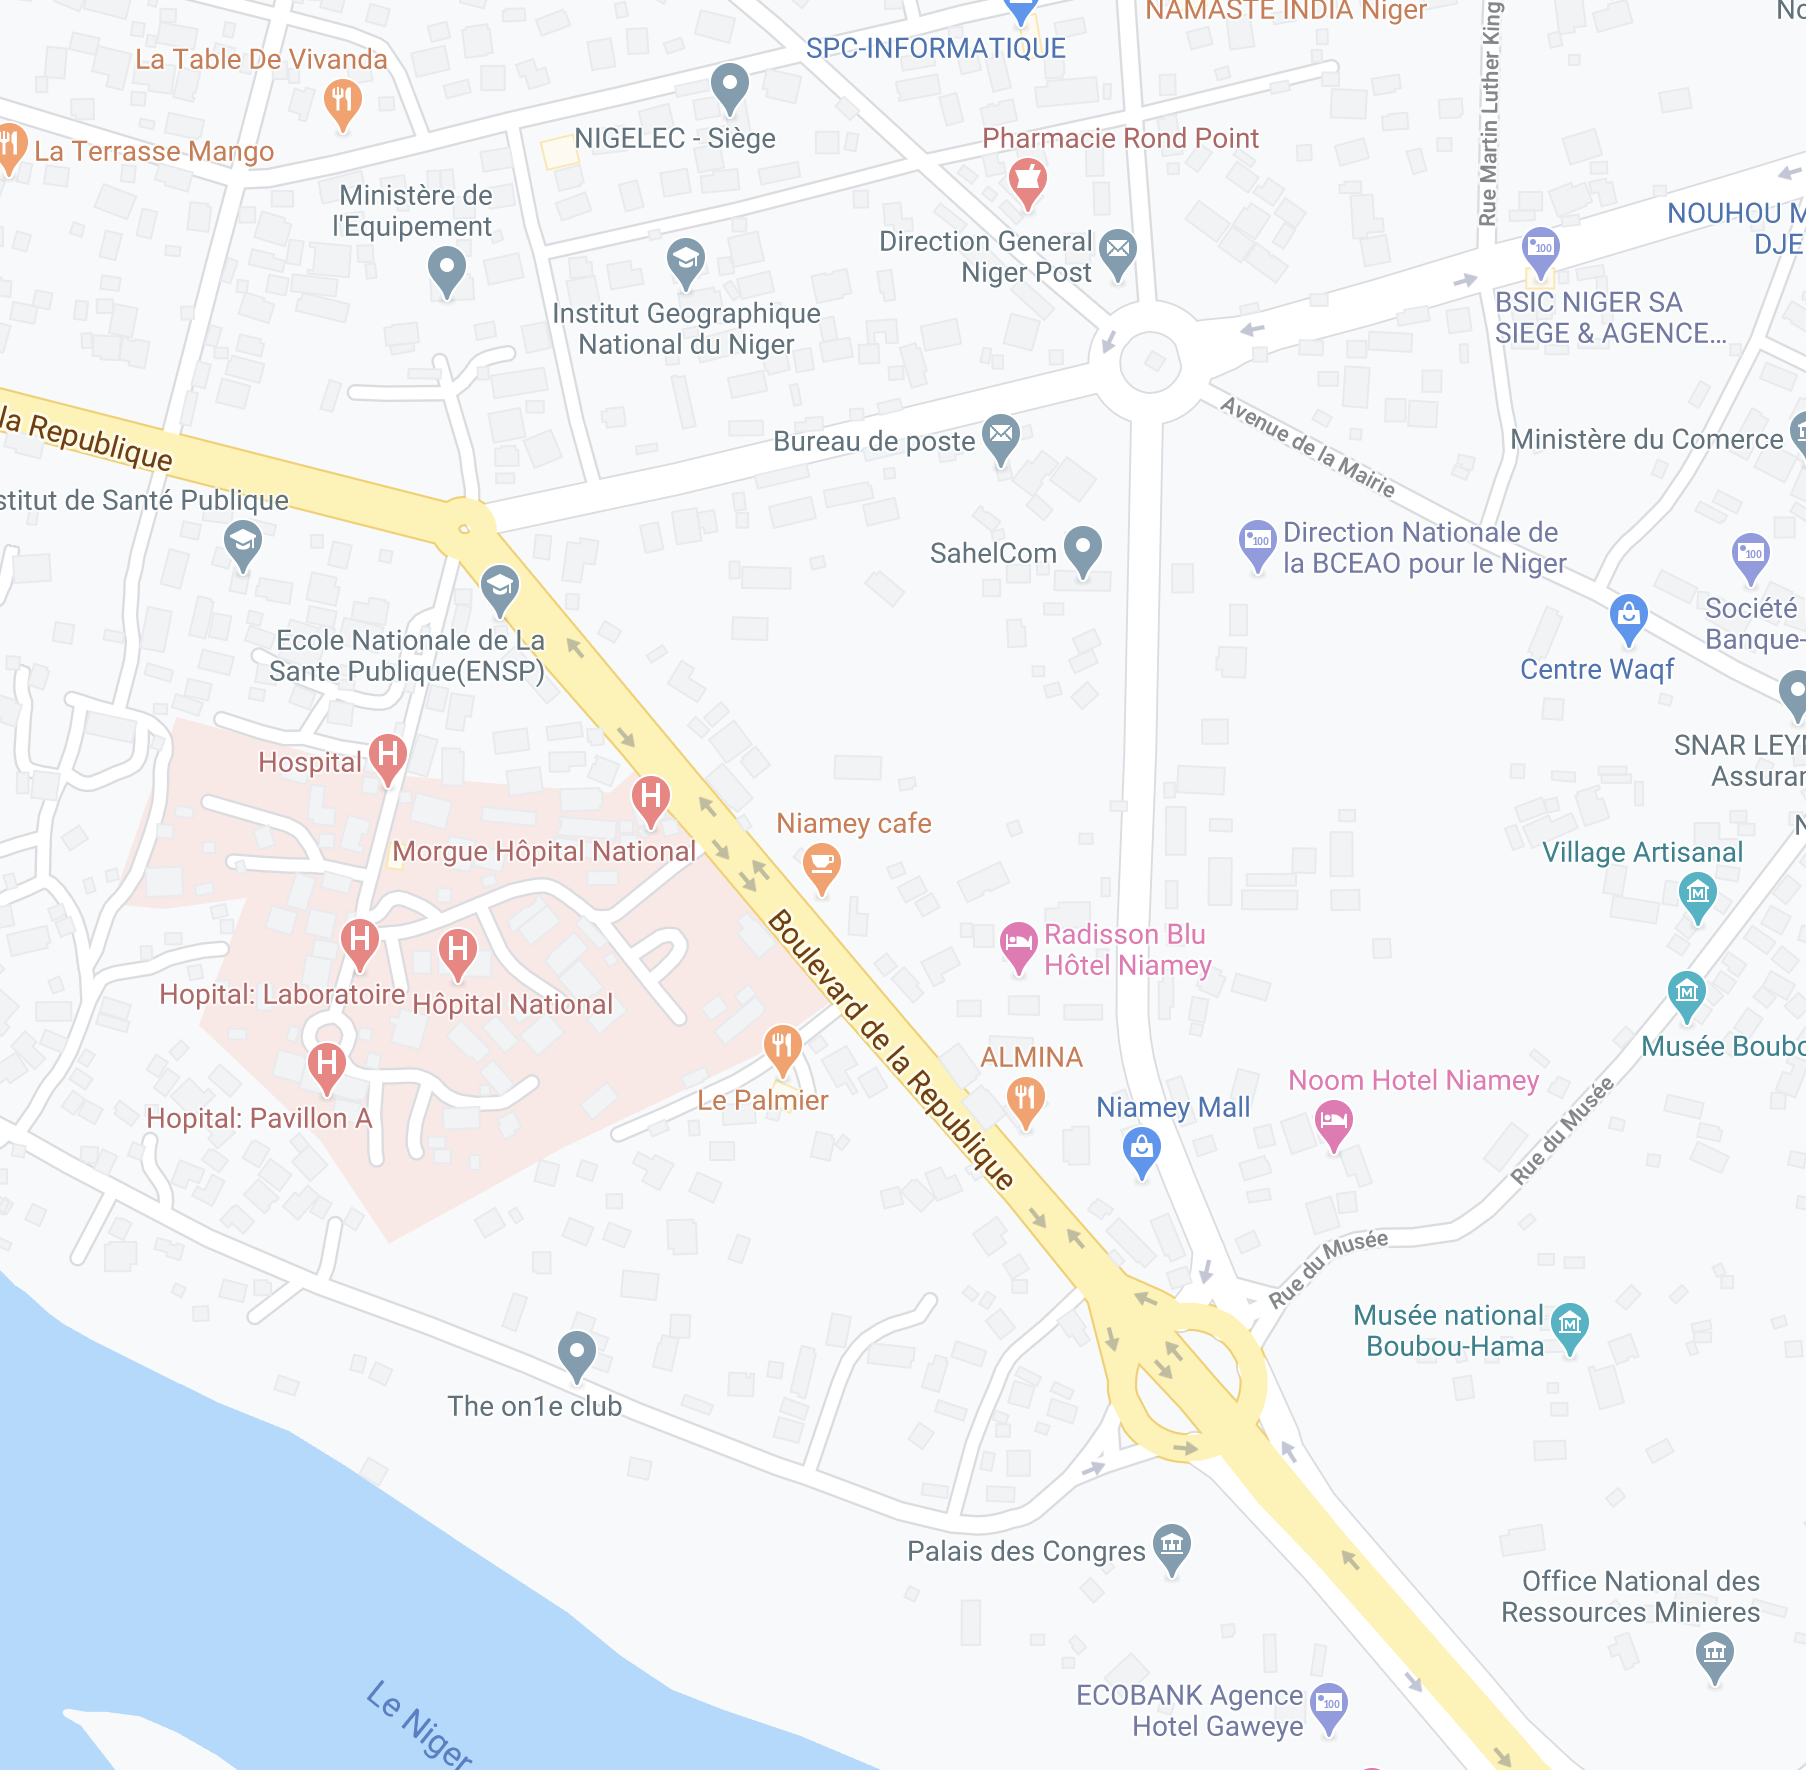 NAMASTE INDIA Niger
No
SPC-INFORMATIQUE
La Table De Vivanda
Rue Martin Luther King
NIGELEC - Siège
Pharmacie Rond Point
La Terrasse Mango
Ministère de
l'Equipement
NOUHOU M
DJE
Direction General
Niger Post
BSIC NIGER SA
SIEGE & AGENCE...
Institut Geographique
National du Niger
la Republique
Avenue de la Mairie
Bureau de poste
Ministère du Comerce
stitut de Santé Publique
SahelCom
Direction Nationale de
la BCEAO pour le Niger
Société
Banque-
Ecole Nationale de La
Sante Publique(ENSP)
Centre Waqf
SNAR LEY
Assurar
Hospital
Niamey cafe
N
Morgue Hôpital National
Village Artisanal
Radisson Blu
Hôtel Niamey
Hopital: Laboratoire
Hôpital National
Boulevard de la Republique
Musée Boubo
ALMINA
Noom Hotel Niamey
Le Palmier
Niamey Mall
Hopital: Pavillon A
Rue du Musée
Rue du Musée
Musée national
Boubou-Hama
The on1e club
Palais des Congres
Office National des
Ressources Minieres
Le Niger
ECOBANK Agence
Hotel Gaweye